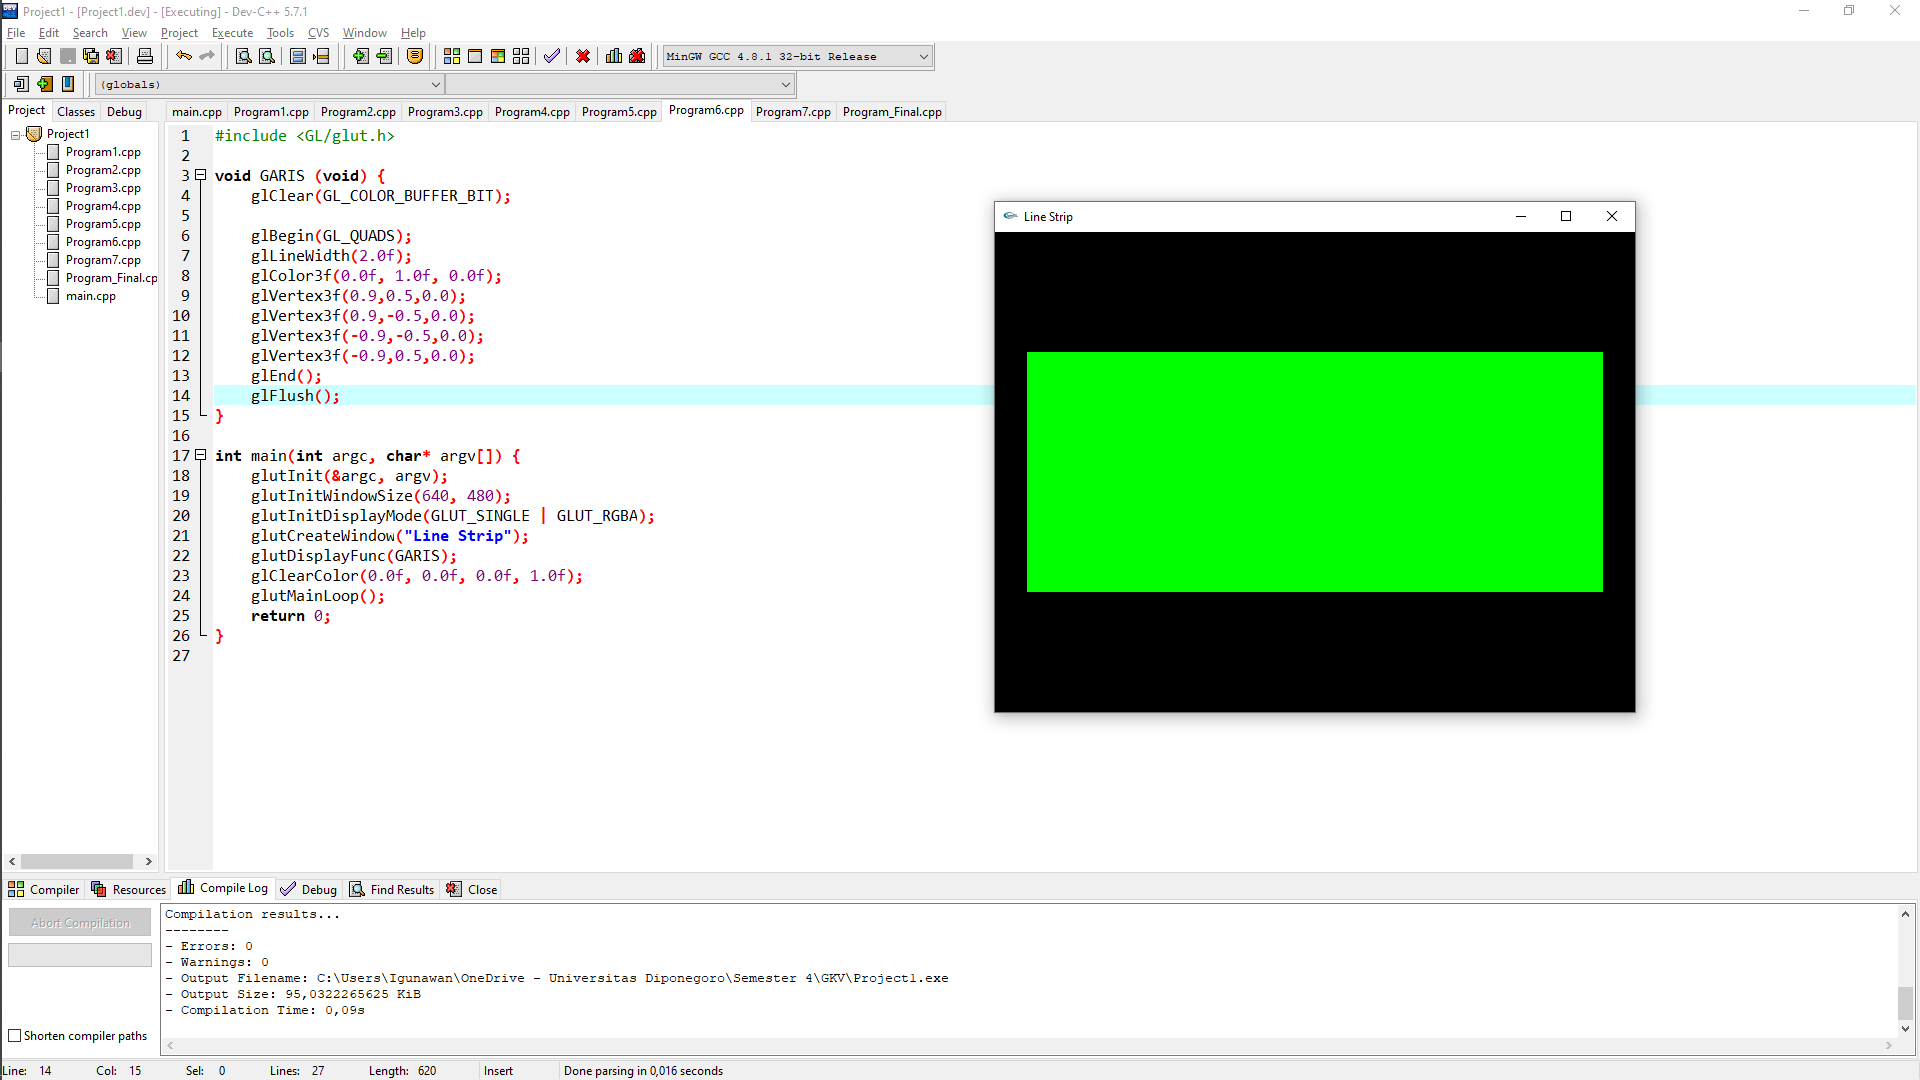 Project1 - [Project1.dev] - [Executing] - Dev-C++ 5.7.1
File Edit Search View Project Execute Tools CVS Window Help
MinGW GCC 4.8.1 32-bit Release
(globals)
Project Classes Debug
main.cpp Program1.cpp Program2.cpp Program3.cpp Program4.cpp Program5.cpp Program6.cpp Program7.cpp Program_Final.cpp
Project1
Program1.cpp
Program2.cpp
Program3.cpp
Program4.cpp
Program5.cpp
Program6.cpp
Program7.cpp
Program_Final.cp
main.cpp
1 #include <GL/glut.h>
2
3 void GARIS (void) {
4 glClear(GL_COLOR_BUFFER_BIT);
5
6 glBegin(GL_QUADS);
7 glLineWidth(2.0f);
8 glColor3f(0.0f, 1.0f, 0.0f);
9 glVertex3f(0.9,0.5,0.0);
10 glVertex3f(0.9,-0.5,0.0);
11 glVertex3f(-0.9,-0.5,0.0);
12 glVertex3f(-0.9,0.5,0.0);
13 glEnd();
14 glFlush();
15 }
16
17 int main(int argc, char* argv[]) {
18 glutInit(&argc, argv);
19 glutInitWindowSize(640, 480);
20 glutInitDisplayMode(GLUT_SINGLE | GLUT_RGBA);
21 glutCreateWindow("Line Strip");
22 glutDisplayFunc(GARIS);
23 glClearColor(0.0f, 0.0f, 0.0f, 1.0f);
24 glutMainLoop();
25 return 0;
26 }
27
Line Strip
Compiler Resources Compile Log Debug Find Results Close
Abort Compilation
Shorten compiler paths
Compilation results...
--------
- Errors: 0
- Warnings: 0
- Output Filename: C:\Users\Igunawan\OneDrive - Universitas Diponegoro\Semester 4\GKV\Project1.exe
- Output Size: 95,0322265625 KiB
- Compilation Time: 0,09s
Line: 14 Col: 15 Sel: 0 Lines: 27 Length: 620 Insert Done parsing in 0,016 seconds